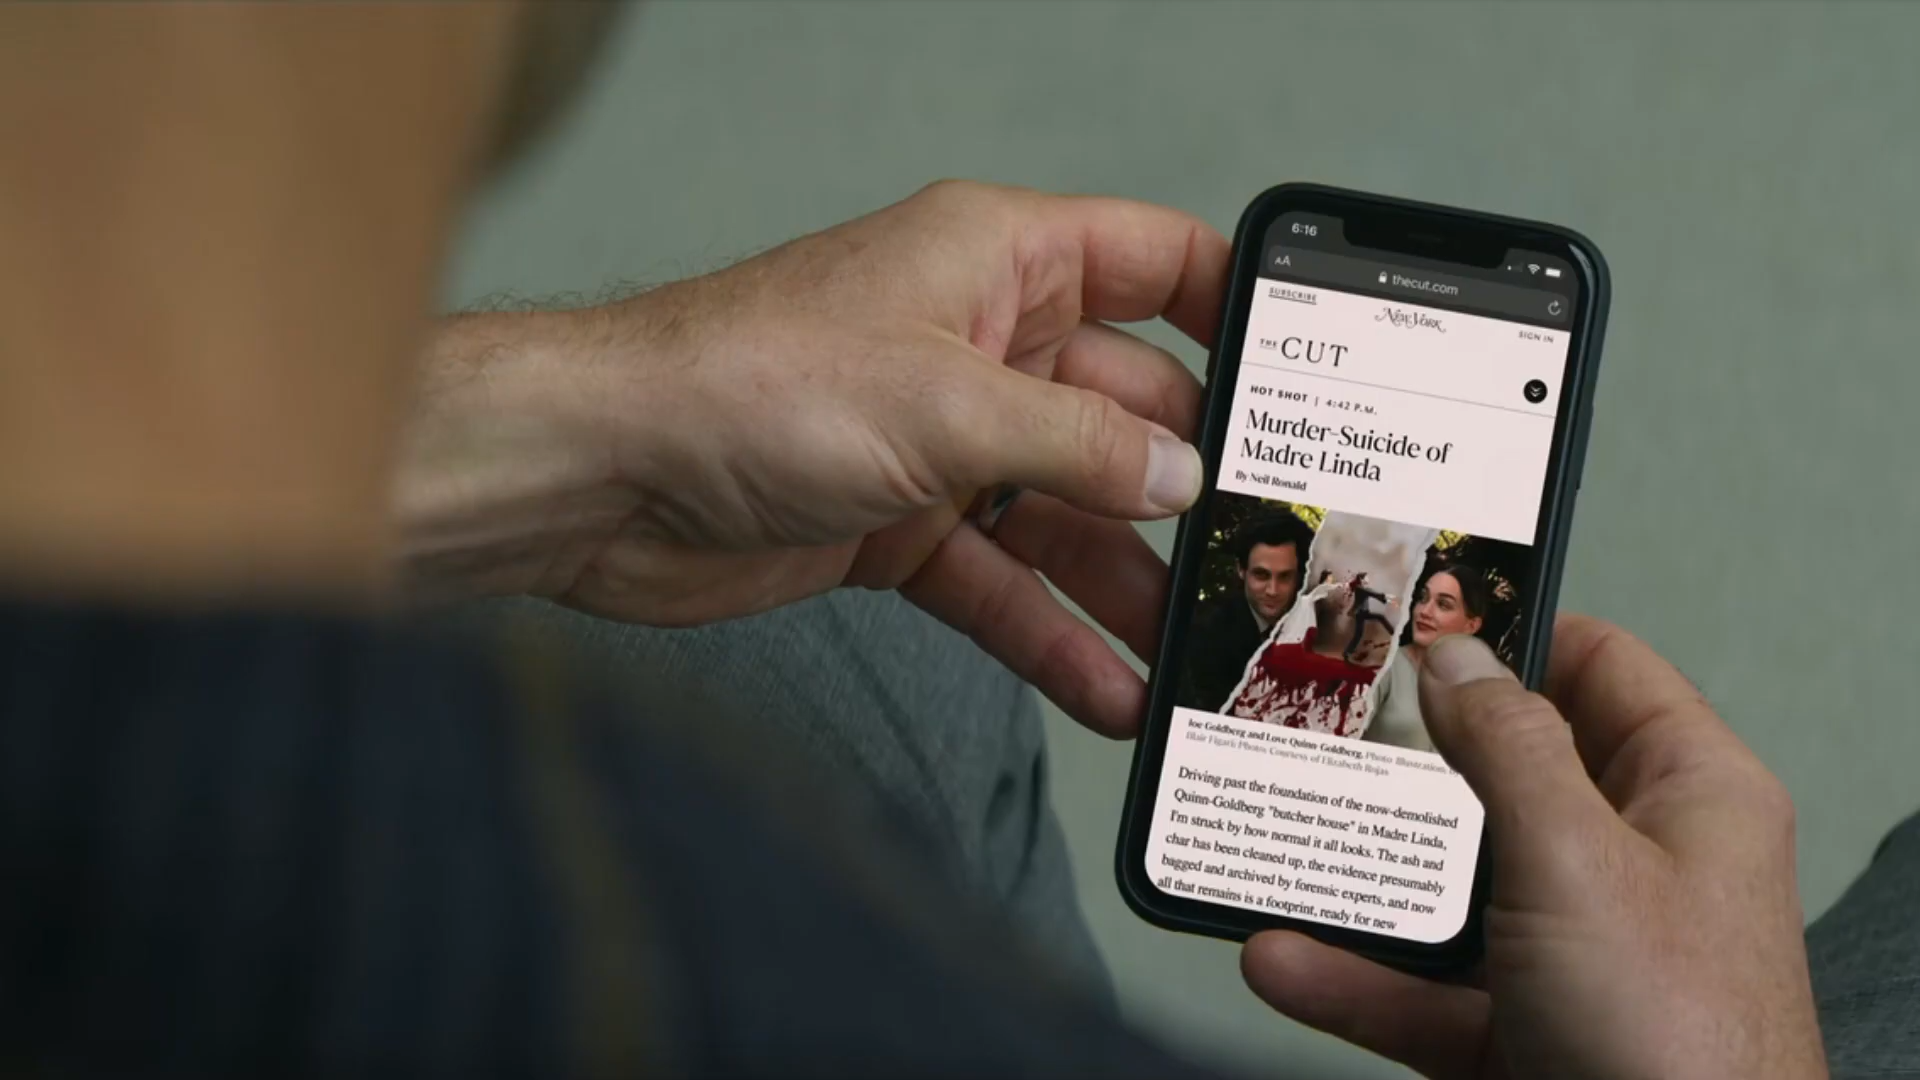 6:16
AA
thecut.com
SUBSCRIBE
NEW YORK
SIGN IN
THE CUT
HOT SHOT | 4:42 P.M.
Murder-Suicide of
Madre Linda
By Neil Ronald
Joe Goldberg and Love Quinn-Goldberg. Photo Illustration:
Blair Figari; Photo: Courtesy of Elizabeth Rojas
Driving past the foundation of the now-demolished
Quinn-Goldberg "butcher house" in Madre Linda,
I'm struck by how normal it all looks. The ash and
char has been cleaned up, the evidence presumably
bagged and archived by forensic experts, and now
all that remains is a footprint, ready for new